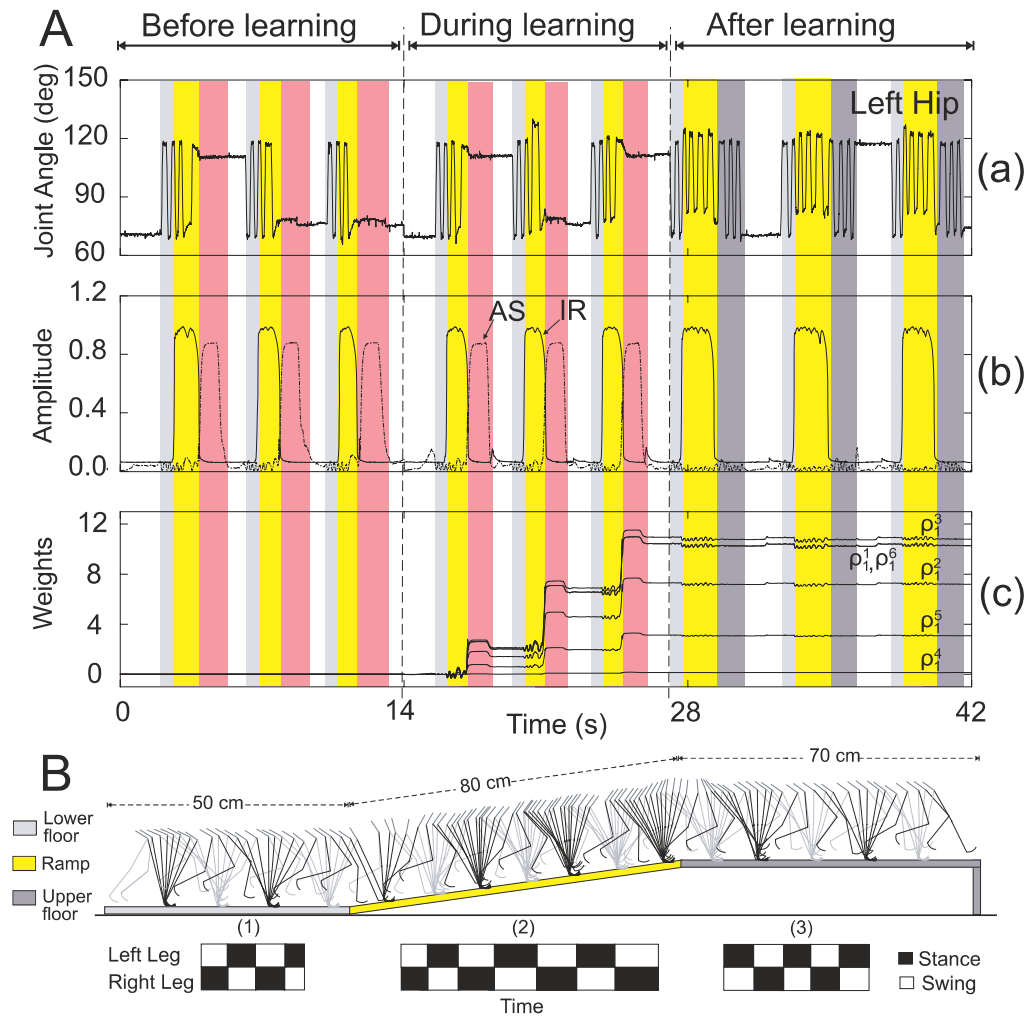 A
Before learning
During learning
After learning
Joint Angle (deg)
150
120
90
60
Left Hip
(a)
Amplitude
1.2
0.8
0.4
0.0
AS
IR
(b)
Weights
12
8
4
0
ρ₁³
ρ₁¹,ρ₁⁶
ρ₁²
ρ₁⁵
ρ₁⁴
(c)
0
14
28
42
Time (s)
B
50 cm
80 cm
70 cm
Lower floor
Ramp
Upper floor
(1)
(2)
(3)
Left Leg
Right Leg
Time
Stance
Swing